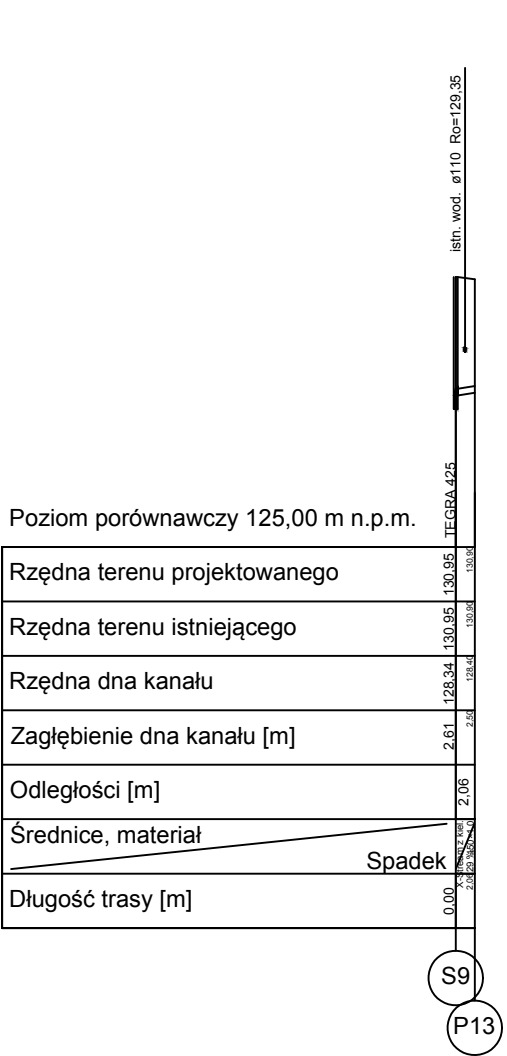 istn. wod. ø110 Ro=129,35
TEGRA 425
Poziom porównawczy 125,00 m n.p.m.
Rzędna terenu projektowanego 130,95 130,90
Rzędna terenu istniejącego 130,95 130,90
Rzędna dna kanału 128,34 128,40
Zagłębienie dna kanału [m] 2,61 2,50
Odległości [m] 2,06
Średnice, materiał
X-Stream z kiel.
Spadek
Długość trasy [m] 0,00
S9
P13